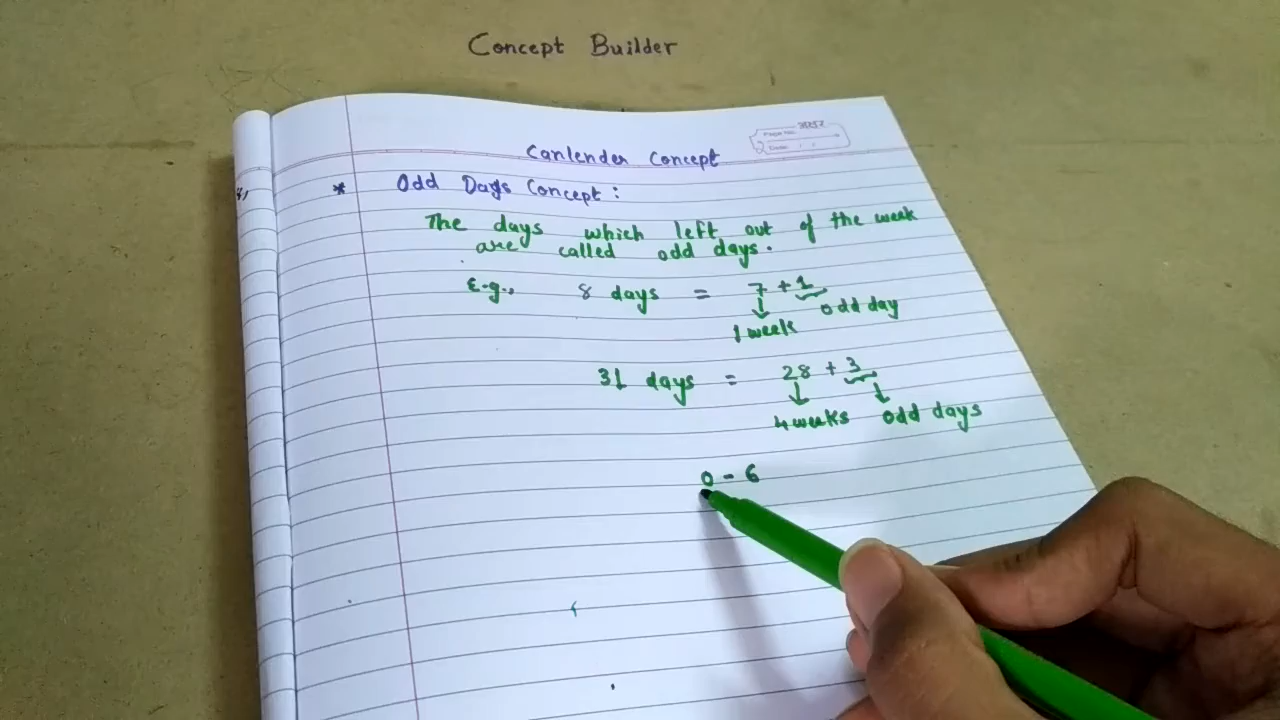 Concept Builder
Canlender Concept
* Odd Days Concept:
The days which left out of the week
are called odd days.
E.g., 8 days = 7 + 1
1 week odd day
31 days = 28 + 3
4 weeks odd days
0 - 6